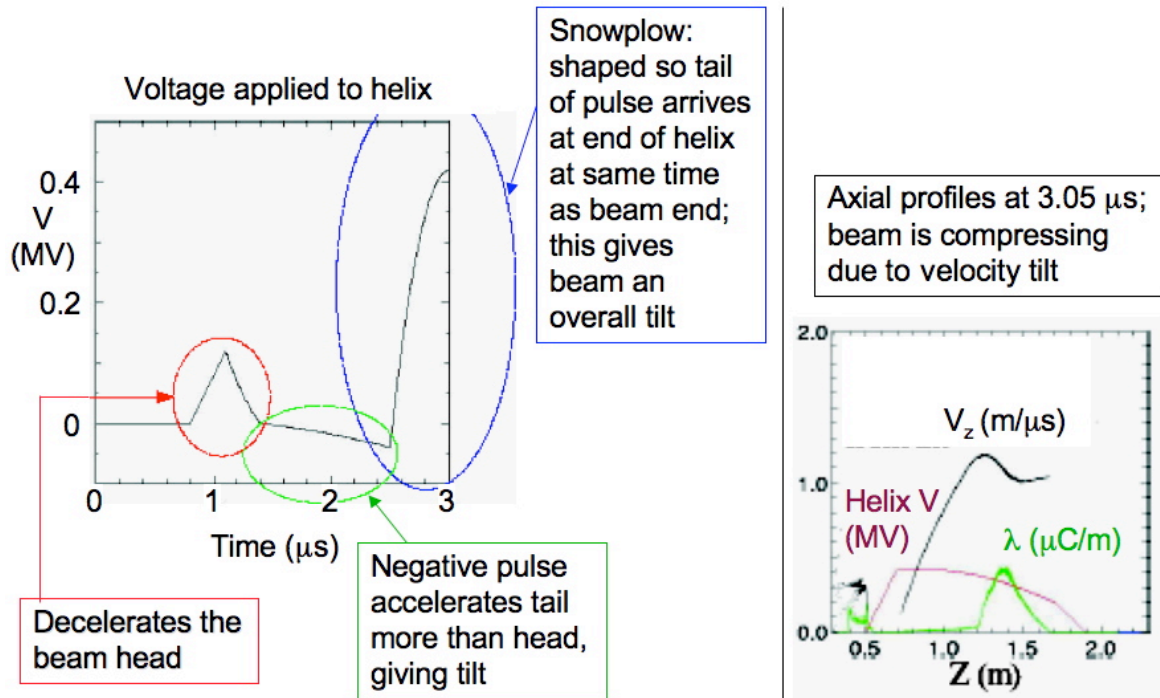 Voltage applied to helix
0.4
V
(MV)
0.2
0
0
1
2
3
Time (μs)
Snowplow:
shaped so tail
of pulse arrives
at end of helix
at same time
as beam end;
this gives
beam an
overall tilt
Decelerates the
beam head
Negative pulse
accelerates tail
more than head,
giving tilt
Axial profiles at 3.05 μs;
beam is compressing
due to velocity tilt
2.0
1.0
0.0
Vz (m/μs)
Helix V
(MV)
λ (μC/m)
0.5
1.0
1.5
2.0
Z (m)